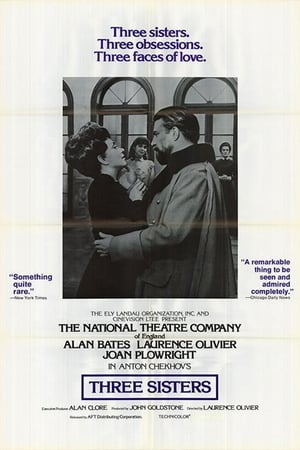 Three sisters.
Three obsessions.
Three faces of love.
"Something
quite
rare."
—New York Times
"A remarkable
thing to be
seen and
admired
completely."
—Chicago Daily News
THE ELY LANDAU ORGANIZATION, INC. AND
CINEVISION LTÉE PRESENT
THE NATIONAL THEATRE COMPANY
of England
ALAN BATES LAURENCE OLIVIER
JOAN PLOWRIGHT
IN ANTON CHEKHOV'S
THREE SISTERS
Executive Producer ALAN CLORE Produced by JOHN GOLDSTONE Directed by LAURENCE OLIVIER
Released by AFT Distributing Corporation. TECHNICOLOR®